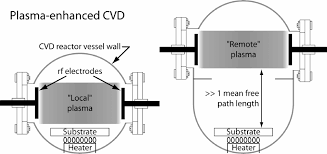 Plasma-enhanced CVD
CVD reactor vessel wall
rf electrodes
"Local"
plasma
Substrate
Heater
"Remote"
plasma
>> 1 mean free
path length
Substrate
Heater